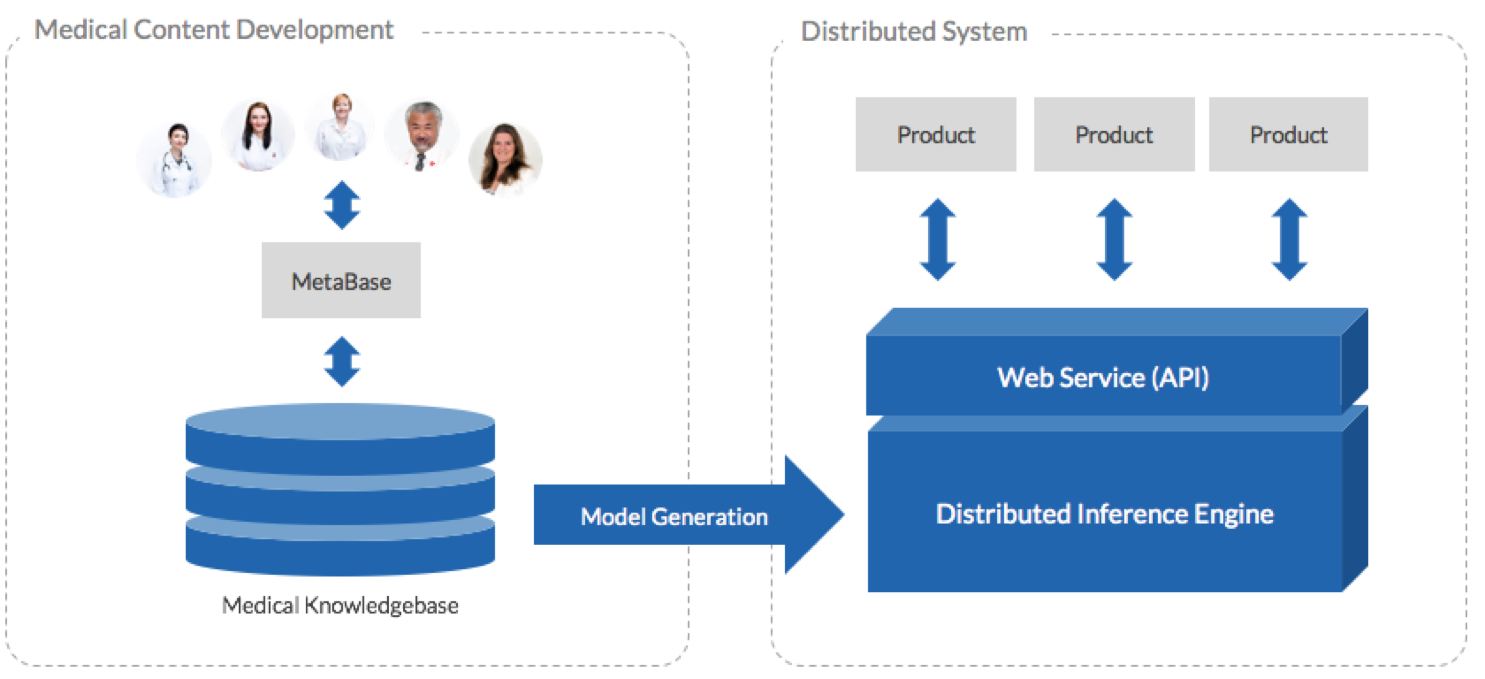 Medical Content Development
MetaBase
Medical Knowledgebase
Model Generation
Distributed System
Product
Product
Product
Web Service (API)
Distributed Inference Engine